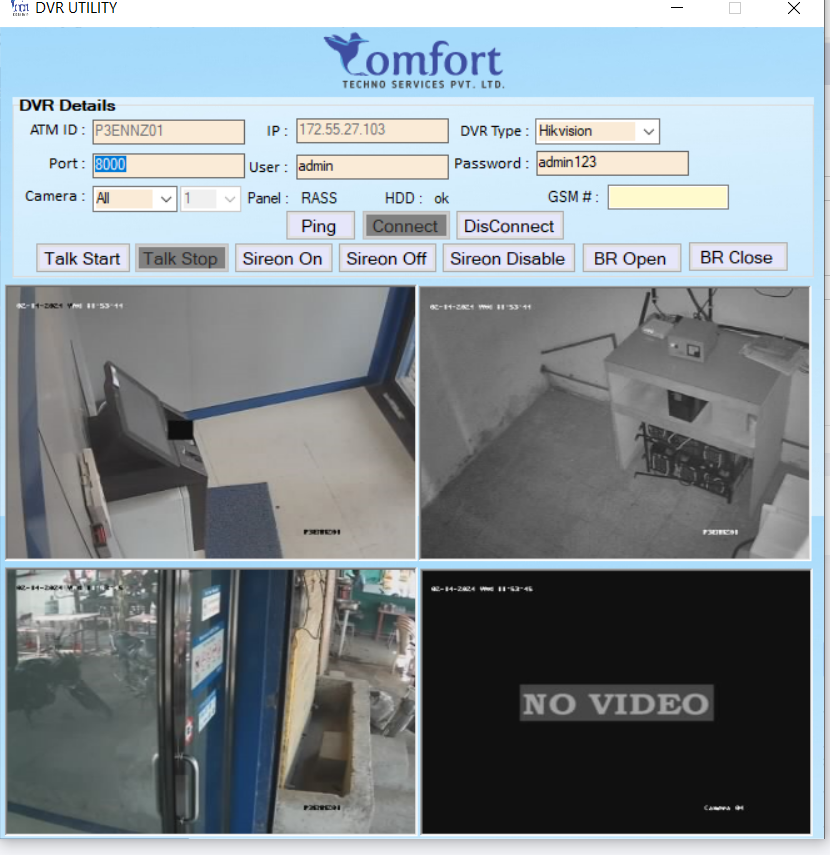 DVR UTILITY
Comfort
TECHNO SERVICES PVT. LTD.
DVR Details
ATM ID : P3ENNZ01 IP : 172.55.27.103 DVR Type : Hikvision
Port : 8000 User : admin Password : admin123
Camera : All 1 Panel : RASS HDD : ok GSM # :
Ping Connect DisConnect
Talk Start Talk Stop Sireon On Sireon Off Sireon Disable BR Open BR Close
02-14-2024 Wed 11:53:44 02-14-2024 Wed 11:53:44
P3ENNZ01 P3ENNZ01
02-14-2024 Wed 11:53:45
NO VIDEO
P3ENNZ01 Camera 04